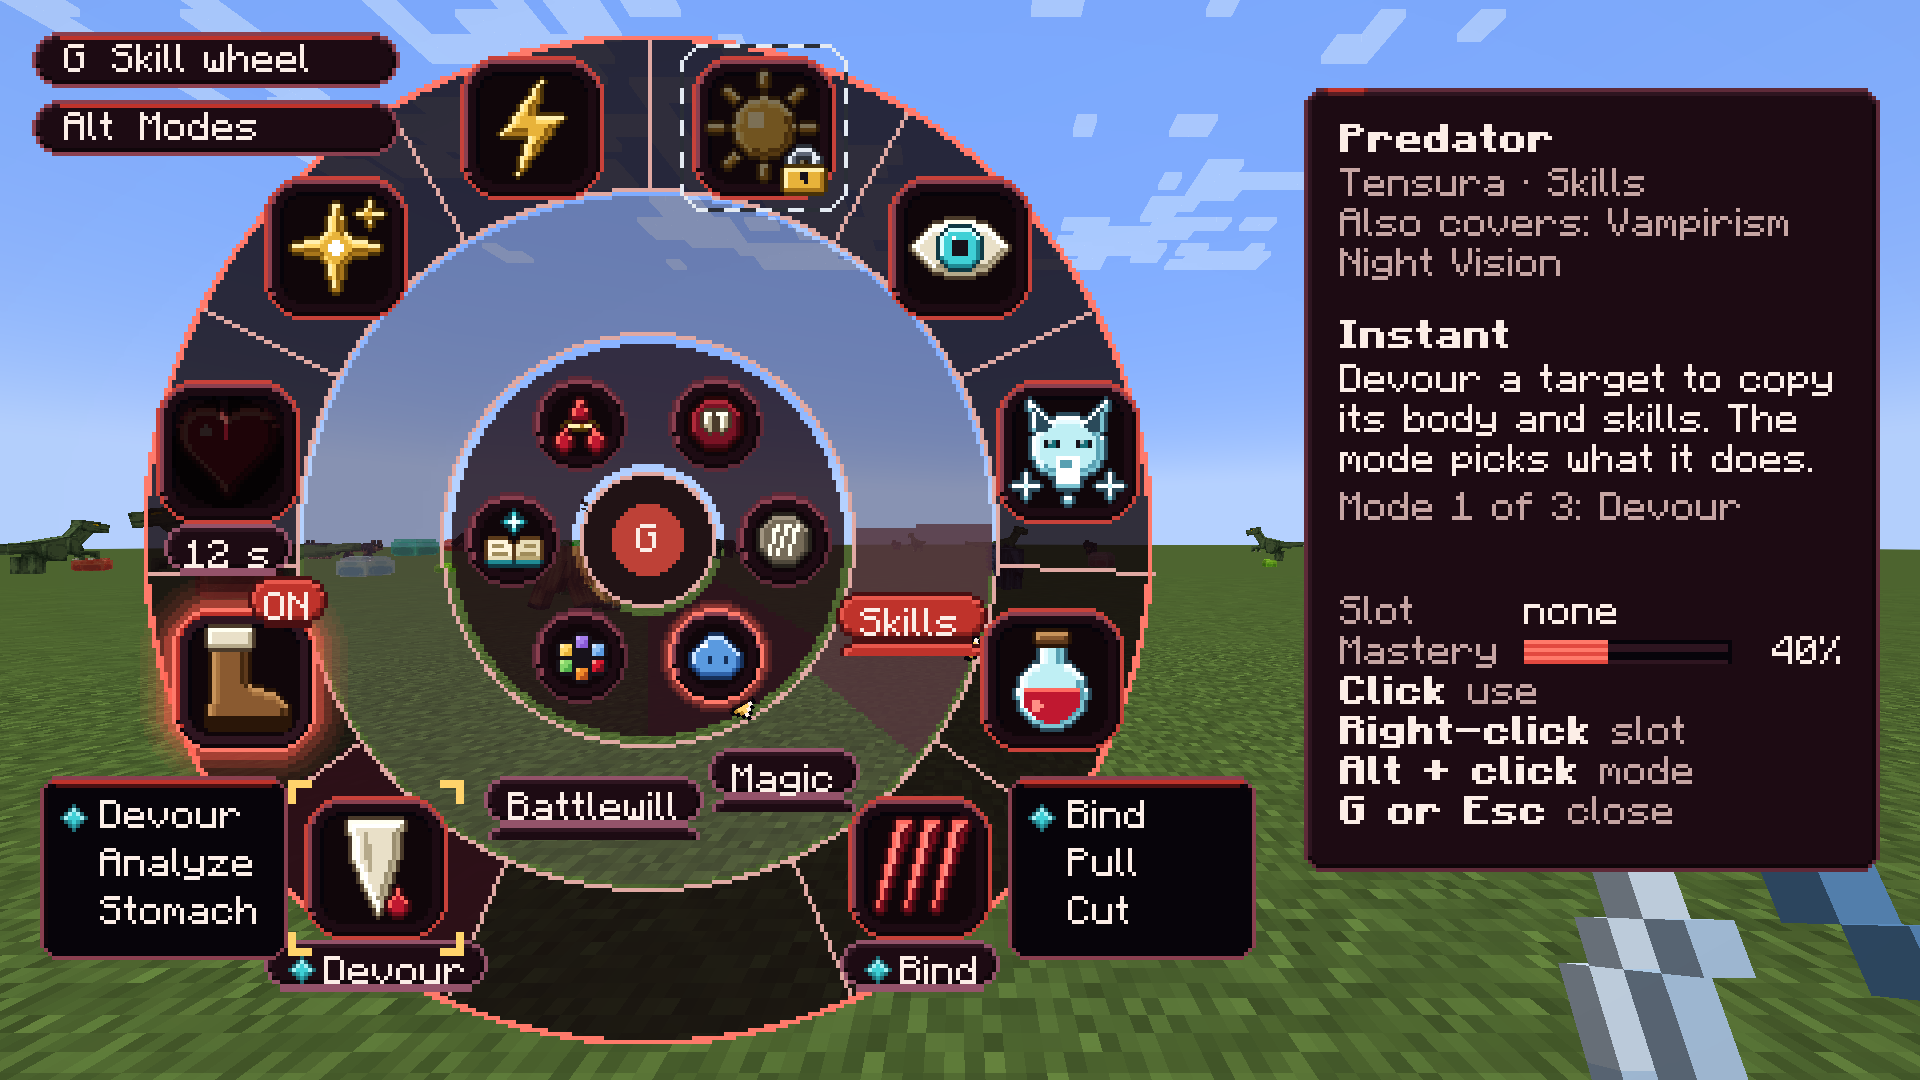 G Skill wheel
Alt Modes
12 s
ON
G
Skills
Magic
Battlewill
Devour
Analyze
Stomach
Devour
Bind
Pull
Cut
Bind
Predator
Tensura · Skills
Also covers: Vampirism
Night Vision
Instant
Devour a target to copy
its body and skills. The
mode picks what it does.
Mode 1 of 3: Devour
Slot none
Mastery 40%
Click use
Right-click slot
Alt + click mode
G or Esc close